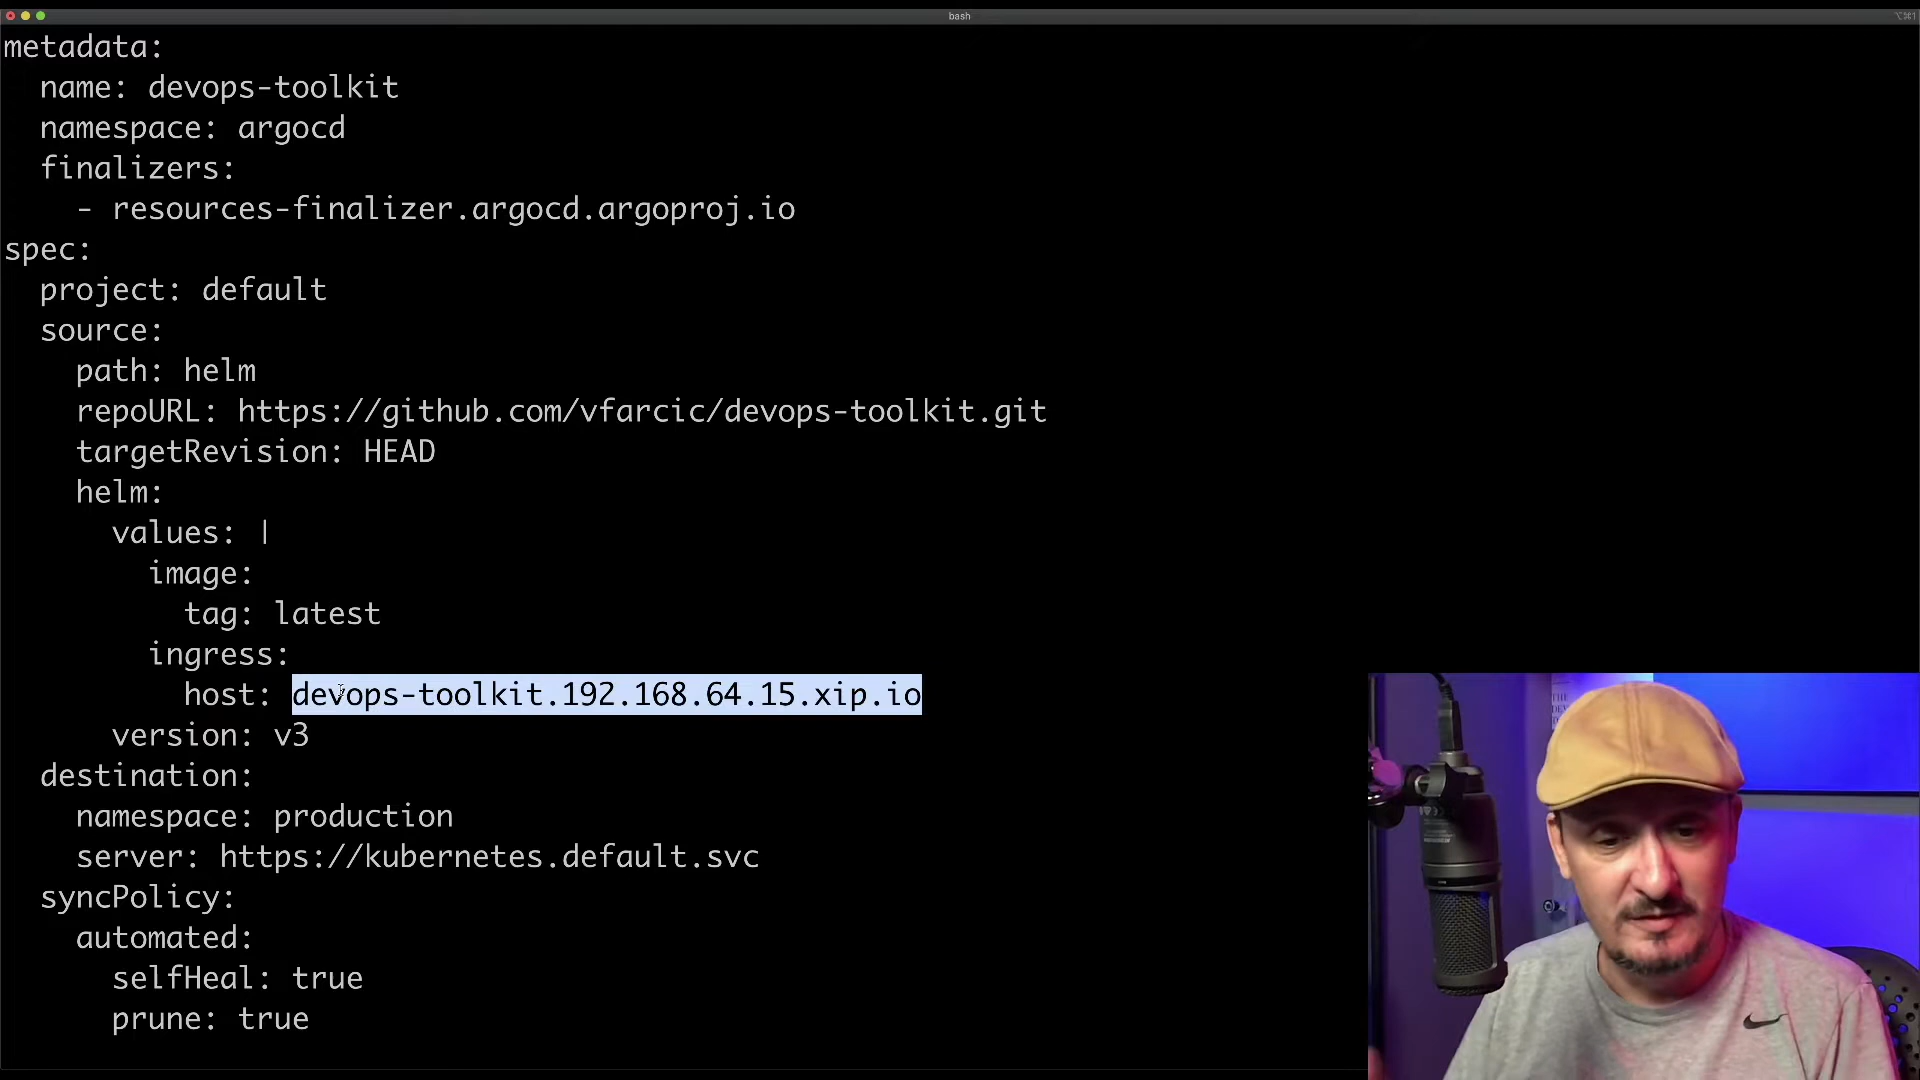 bash
⌥⌘1
metadata:
  name: devops-toolkit
  namespace: argocd
  finalizers:
    - resources-finalizer.argocd.argoproj.io
spec:
  project: default
  source:
    path: helm
    repoURL: https://github.com/vfarcic/devops-toolkit.git
    targetRevision: HEAD
    helm:
      values: |
        image:
          tag: latest
        ingress:
          host: devops-toolkit.192.168.64.15.xip.io
      version: v3
  destination:
    namespace: production
    server: https://kubernetes.default.svc
  syncPolicy:
    automated:
      selfHeal: true
      prune: true